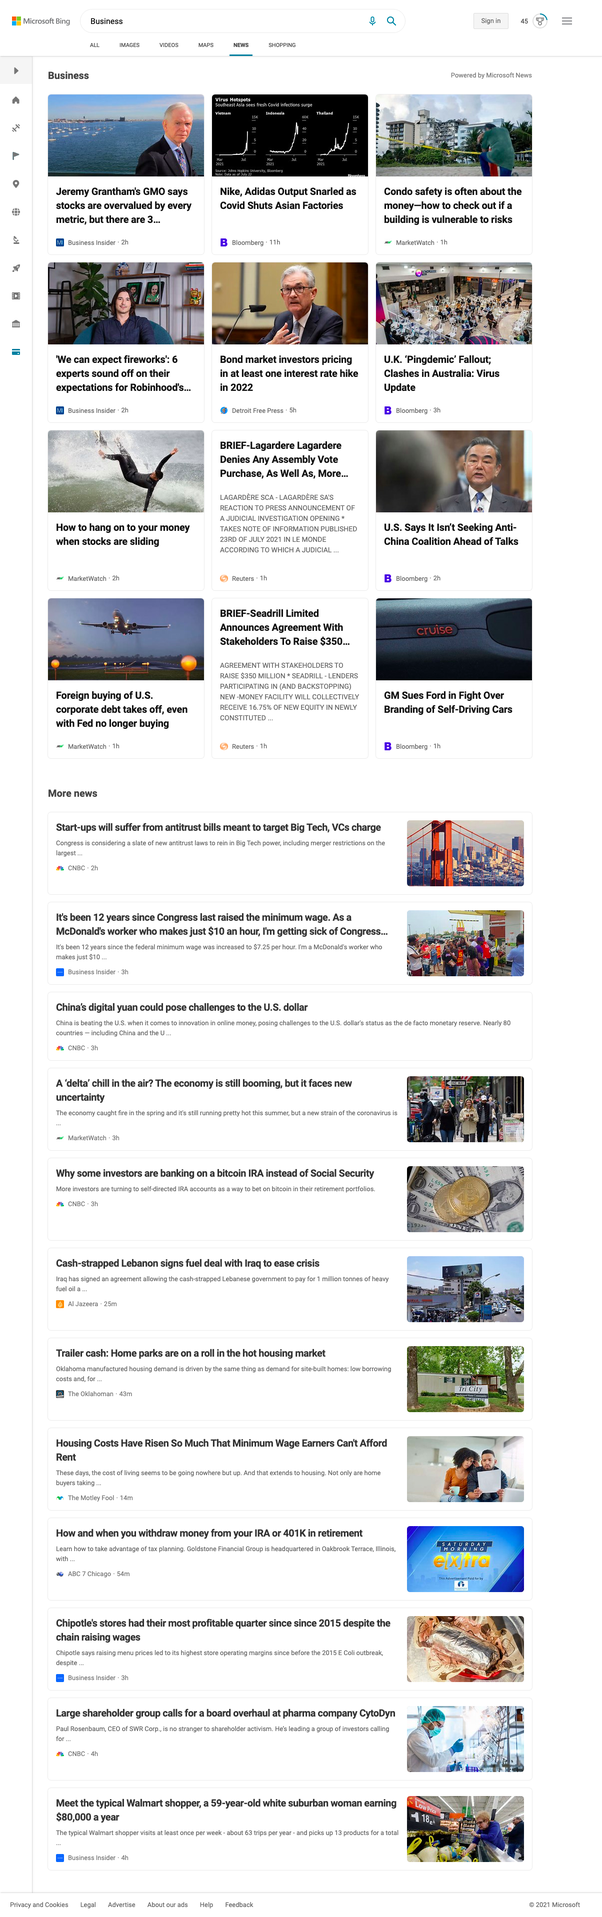 Microsoft Bing
Business
Sign in
45
ALL
IMAGES
VIDEOS
MAPS
NEWS
SHOPPING
Business
Powered by Microsoft News
Jeremy Grantham's GMO says
stocks are overvalued by every
metric, but there are 3...
Business Insider · 2h
Virus Hotspots
Southeast Asia sees fresh Covid infections surge
Vietnam
Indonesia
Thailand
Nike, Adidas Output Snarled as
Covid Shuts Asian Factories
Bloomberg · 11h
Condo safety is often about the
money—how to check out if a
building is vulnerable to risks
MarketWatch · 1h
'We can expect fireworks': 6
experts sound off on their
expectations for Robinhood's...
Business Insider · 2h
Bond market investors pricing
in at least one interest rate hike
in 2022
Detroit Free Press · 5h
U.K. 'Pingdemic' Fallout;
Clashes in Australia: Virus
Update
Bloomberg · 3h
How to hang on to your money
when stocks are sliding
MarketWatch · 2h
BRIEF-Lagardere Lagardere
Denies Any Assembly Vote
Purchase, As Well As, More...
LAGARDÈRE SCA - LAGARDÈRE SA'S
REACTION TO PRESS ANNOUNCEMENT OF
A JUDICIAL INVESTIGATION OPENING *
TAKES NOTE OF INFORMATION PUBLISHED
23RD OF JULY 2021 IN LE MONDE
ACCORDING TO WHICH A JUDICIAL ...
Reuters · 1h
U.S. Says It Isn't Seeking Anti-
China Coalition Ahead of Talks
Bloomberg · 2h
Foreign buying of U.S.
corporate debt takes off, even
with Fed no longer buying
MarketWatch · 1h
BRIEF-Seadrill Limited
Announces Agreement With
Stakeholders To Raise $350...
AGREEMENT WITH STAKEHOLDERS TO
RAISE $350 MILLION * SEADRILL - LENDERS
PARTICIPATING IN (AND BACKSTOPPING)
NEW -MONEY FACILITY WILL COLLECTIVELY
RECEIVE 16.75% OF NEW EQUITY IN NEWLY
CONSTITUTED ...
Reuters · 1h
cruise
GM Sues Ford in Fight Over
Branding of Self-Driving Cars
Bloomberg · 1h
More news
Start-ups will suffer from antitrust bills meant to target Big Tech, VCs charge
Congress is considering a slate of new antitrust laws to rein in Big Tech power, including merger restrictions on the
largest ...
CNBC · 2h
It's been 12 years since Congress last raised the minimum wage. As a
McDonald's worker who makes just $10 an hour, I'm getting sick of Congress...
It's been 12 years since the federal minimum wage was increased to $7.25 per hour. I'm a McDonald's worker who
makes just $10 ...
Business Insider · 3h
China's digital yuan could pose challenges to the U.S. dollar
China is beating the U.S. when it comes to innovation in online money, posing challenges to the U.S. dollar's status as the de facto monetary reserve. Nearly 80
countries — including China and the U ...
CNBC · 3h
A 'delta' chill in the air? The economy is still booming, but it faces new
uncertainty
The economy caught fire in the spring and it's still running pretty hot this summer, but a new strain of the coronavirus is
...
MarketWatch · 3h
Why some investors are banking on a bitcoin IRA instead of Social Security
More investors are turning to self-directed IRA accounts as a way to bet on bitcoin in their retirement portfolios.
CNBC · 3h
Cash-strapped Lebanon signs fuel deal with Iraq to ease crisis
Iraq has signed an agreement allowing the cash-strapped Lebanese government to pay for 1 million tonnes of heavy
fuel oil a ...
Al Jazeera · 25m
Trailer cash: Home parks are on a roll in the hot housing market
Oklahoma manufactured housing demand is driven by the same thing as demand for site-built homes: low borrowing
costs and, for ...
The Oklahoman · 43m
Tri City
Housing Costs Have Risen So Much That Minimum Wage Earners Can't Afford
Rent
These days, the cost of living seems to be going nowhere but up. And that extends to housing. Not only are home
buyers taking ...
The Motley Fool · 14m
How and when you withdraw money from your IRA or 401K in retirement
Learn how to take advantage of tax planning. Goldstone Financial Group is headquartered in Oakbrook Terrace, Illinois,
with ...
ABC 7 Chicago · 54m
SATURDAY
MORNING
e(x)tra
Chipotle's stores had their most profitable quarter since since 2015 despite the
chain raising wages
Chipotle says raising menu prices led to its highest store operating margins since before the 2015 E Coli outbreak,
despite ...
Business Insider · 3h
Large shareholder group calls for a board overhaul at pharma company CytoDyn
Paul Rosenbaum, CEO of SWR Corp., is no stranger to shareholder activism. He's leading a group of investors calling
for ...
CNBC · 4h
Meet the typical Walmart shopper, a 59-year-old white suburban woman earning
$80,000 a year
The typical Walmart shopper visits at least once per week - about 63 trips per year - and picks up 13 products for a total
...
Business Insider · 4h
Privacy and Cookies
Legal
Advertise
About our ads
Help
Feedback
© 2021 Microsoft